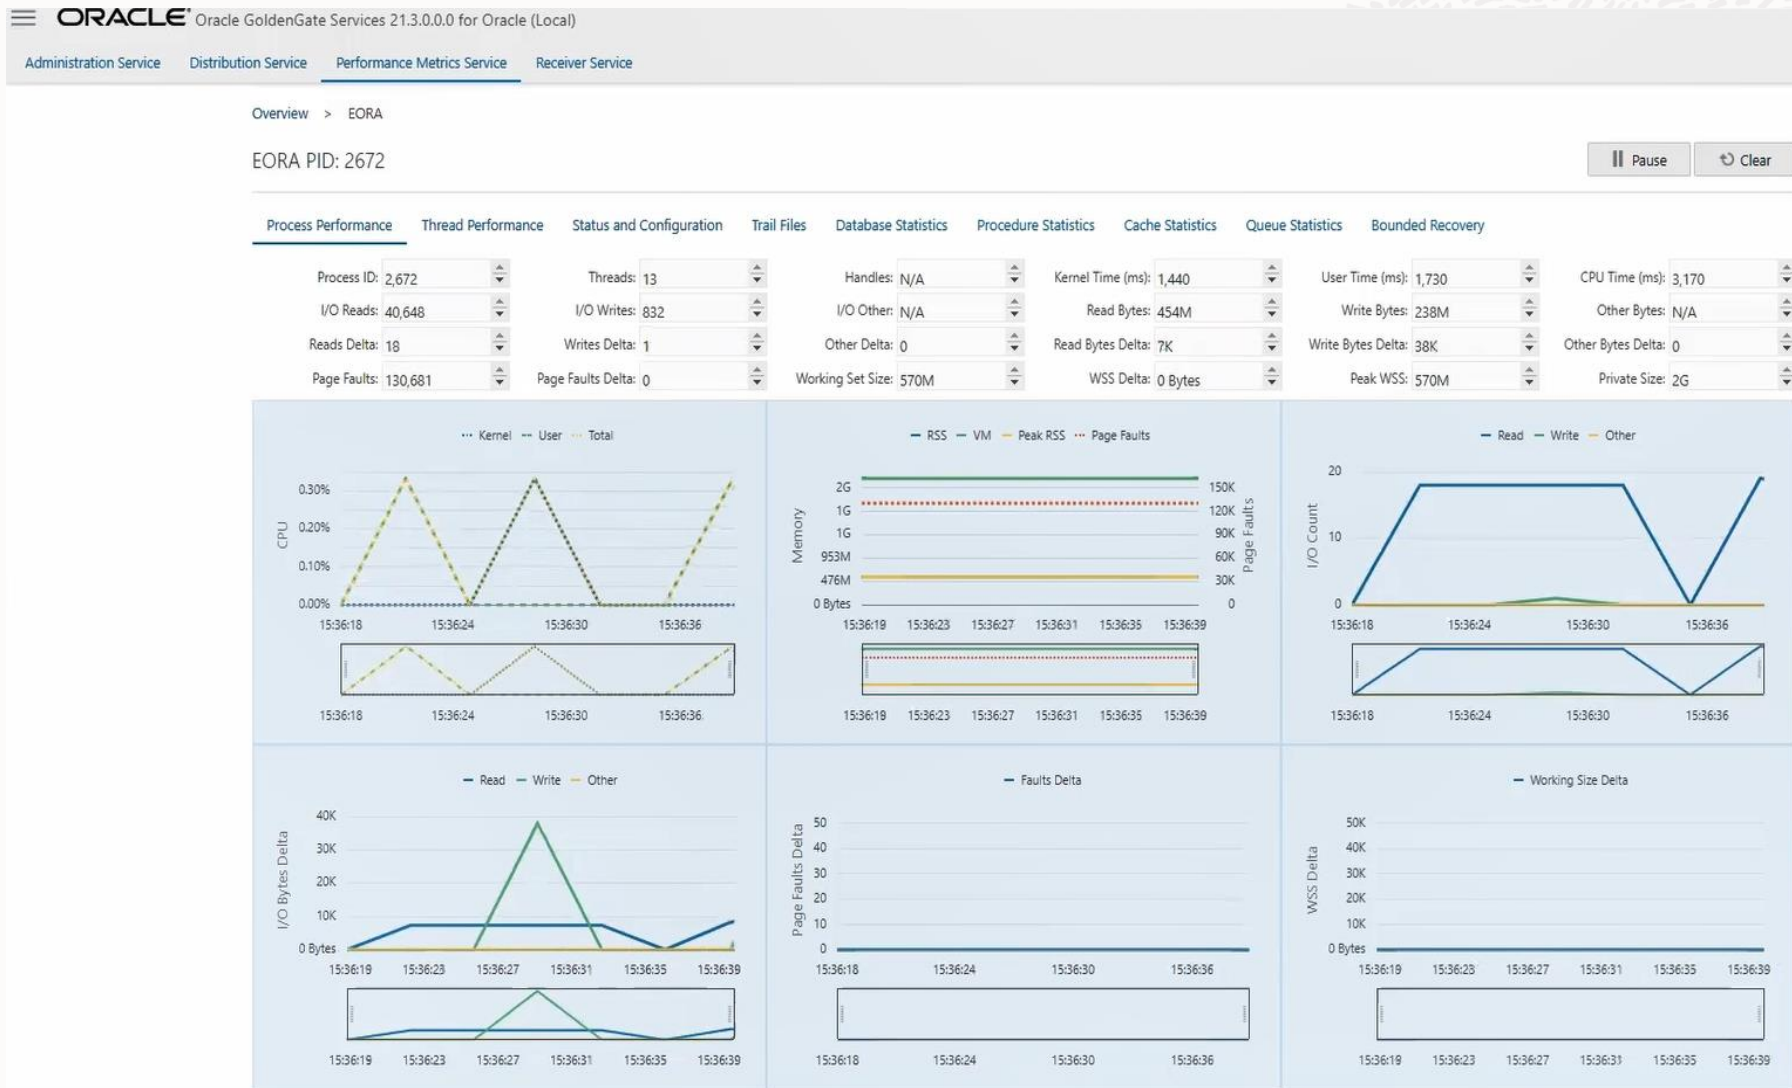 ORACLE Oracle GoldenGate Services 21.3.0.0.0 for Oracle (Local)
Administration Service Distribution Service Performance Metrics Service Receiver Service
Overview > EORA
EORA PID: 2672
Pause Clear
Process Performance Thread Performance Status and Configuration Trail Files Database Statistics Procedure Statistics Cache Statistics Queue Statistics Bounded Recovery
Process ID: 2,672 Threads: 13 Handles: N/A Kernel Time (ms): 1,440 User Time (ms): 1,730 CPU Time (ms): 3,170
I/O Reads: 40,648 I/O Writes: 832 I/O Other: N/A Read Bytes: 454M Write Bytes: 238M Other Bytes: N/A
Reads Delta: 18 Writes Delta: 1 Other Delta: 0 Read Bytes Delta: 7K Write Bytes Delta: 38K Other Bytes Delta: 0
Page Faults: 130,681 Page Faults Delta: 0 Working Set Size: 570M WSS Delta: 0 Bytes Peak WSS: 570M Private Size: 2G
Kernel User Total
CPU
0.30%
0.20%
0.10%
0.00%
15:36:18 15:36:24 15:36:30 15:36:36
15:36:18 15:36:24 15:36:30 15:36:36
RSS VM Peak RSS Page Faults
Memory
Page Faults
2G 150K
1G 120K
1G 90K
953M 60K
476M 30K
0 Bytes 0
15:36:19 15:36:23 15:36:27 15:36:31 15:36:35 15:36:39
15:36:19 15:36:23 15:36:27 15:36:31 15:36:35 15:36:39
Read Write Other
I/O Count
20
10
0
15:36:18 15:36:24 15:36:30 15:36:36
15:36:18 15:36:24 15:36:30 15:36:36
Read Write Other
I/O Bytes Delta
40K
30K
20K
10K
0 Bytes
15:36:19 15:36:23 15:36:27 15:36:31 15:36:35 15:36:39
15:36:19 15:36:23 15:36:27 15:36:31 15:36:35 15:36:39
Faults Delta
Page Faults Delta
50
40
30
20
10
0
15:36:18 15:36:24 15:36:30 15:36:36
15:36:18 15:36:24 15:36:30 15:36:36
Working Size Delta
WSS Delta
50K
40K
30K
20K
10K
0 Bytes
15:36:19 15:36:23 15:36:27 15:36:31 15:36:35 15:36:39
15:36:19 15:36:23 15:36:27 15:36:31 15:36:35 15:36:39